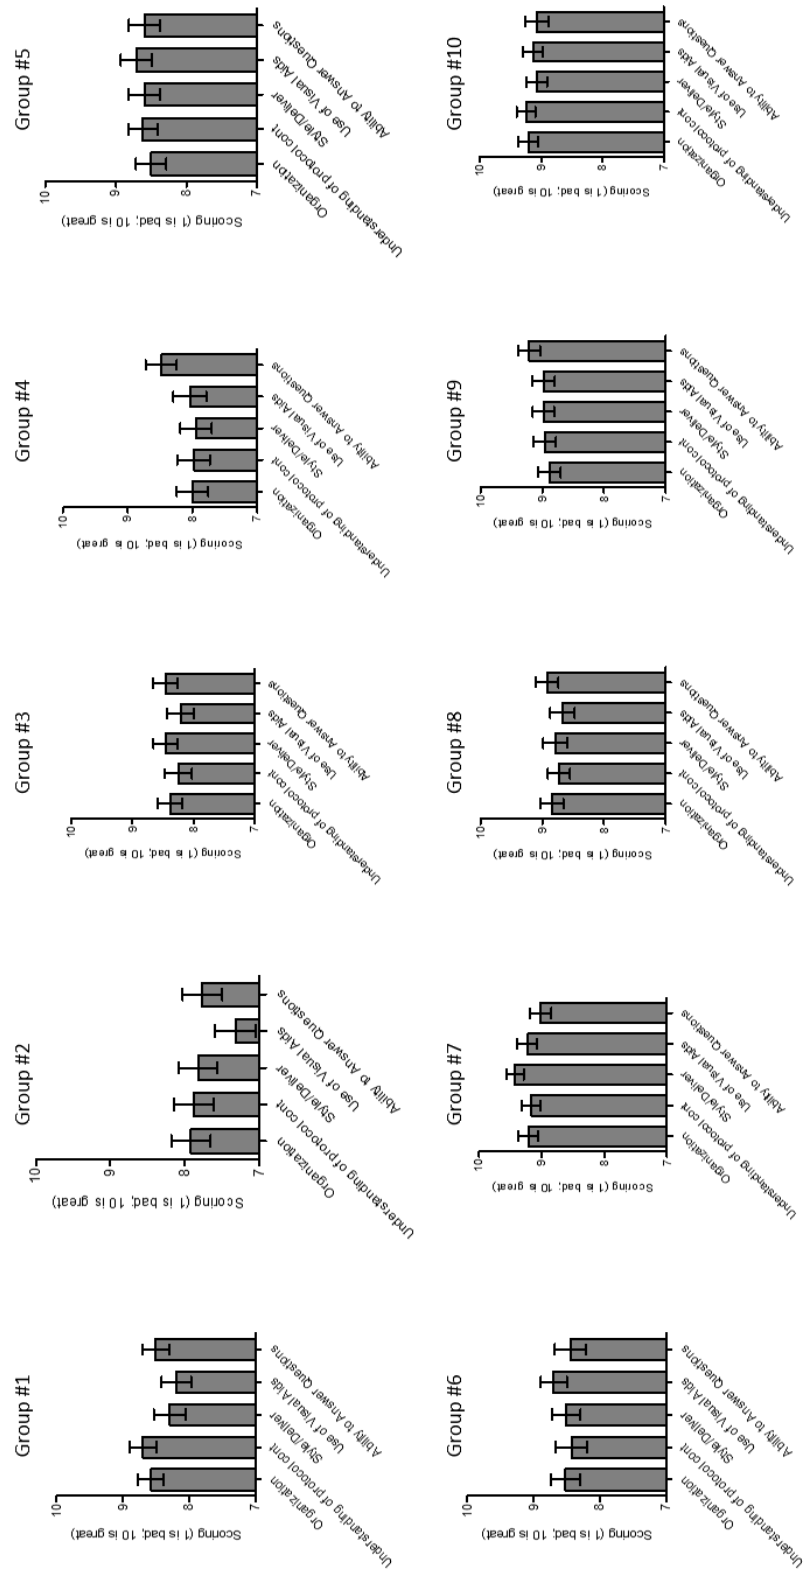 Group #1
Scoring (1 is bad; 10 is great)
10
9
8
7
Organization
Understanding of protocol cont
Style/Deliver
Use of Visual Aids
Ability to Answer Questions
Group #2
Scoring (1 is bad; 10 is great)
10
9
8
7
Organization
Understanding of protocol cont
Style/Deliver
Use of Visual Aids
Ability to Answer Questions
Group #3
Scoring (1 is bad; 10 is great)
10
9
8
7
Organization
Understanding of protocol cont
Style/Deliver
Use of Visual Aids
Ability to Answer Questions
Group #4
Scoring (1 is bad; 10 is great)
10
9
8
7
Organization
Understanding of protocol cont
Style/Deliver
Use of Visual Aids
Ability to Answer Questions
Group #5
Scoring (1 is bad; 10 is great)
10
9
8
7
Organization
Understanding of protocol cont
Style/Deliver
Use of Visual Aids
Ability to Answer Questions
Group #6
Scoring (1 is bad; 10 is great)
10
9
8
7
Organization
Understanding of protocol cont
Style/Deliver
Use of Visual Aids
Ability to Answer Questions
Group #7
Scoring (1 is bad; 10 is great)
10
9
8
7
Organization
Understanding of protocol cont
Style/Deliver
Use of Visual Aids
Ability to Answer Questions
Group #8
Scoring (1 is bad; 10 is great)
10
9
8
7
Organization
Understanding of protocol cont
Style/Deliver
Use of Visual Aids
Ability to Answer Questions
Group #9
Scoring (1 is bad; 10 is great)
10
9
8
7
Organization
Understanding of protocol cont
Style/Deliver
Use of Visual Aids
Ability to Answer Questions
Group #10
Scoring (1 is bad; 10 is great)
10
9
8
7
Organization
Understanding of protocol cont
Style/Deliver
Use of Visual Aids
Ability to Answer Questions